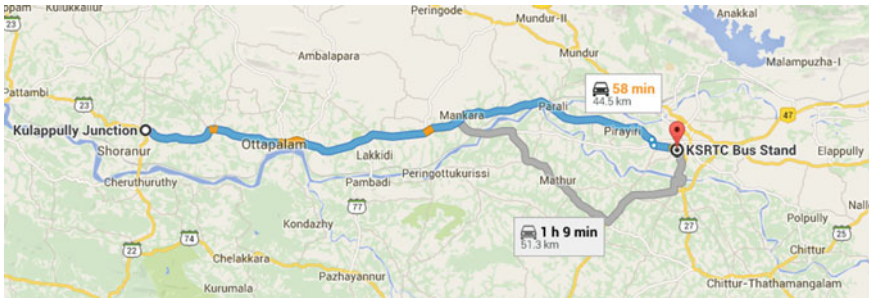 Kulukkallur
Peringode
Anakkal
23
Mundur-II
Ambalapara
Mundur
Malampuzha-I
Pattambi
23
58 min
44.5 km
Mankara
Parali
47
Kulappully Junction
Pirayiri
Ottapalam
KSRTC Bus Stand
Shoranur
Lakkidi
Elappully
Cheruthuruthy
Pambadi
Peringottukurissi
Mathur
77
Kondazhy
1 h 9 min
51.3 km
27
Polpully
74
22
25
Chelakkara
Chittur
Kurumala
Pazhayannur
Chittur-Thathamangalam